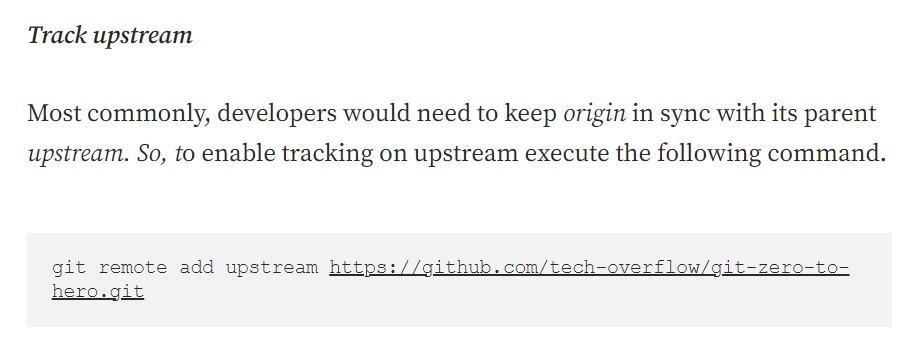 Track upstream
Most commonly, developers would need to keep origin in sync with its parent
upstream. So, to enable tracking on upstream execute the following command.
git remote add upstream https://github.com/tech-overflow/git-zero-to-
hero.git